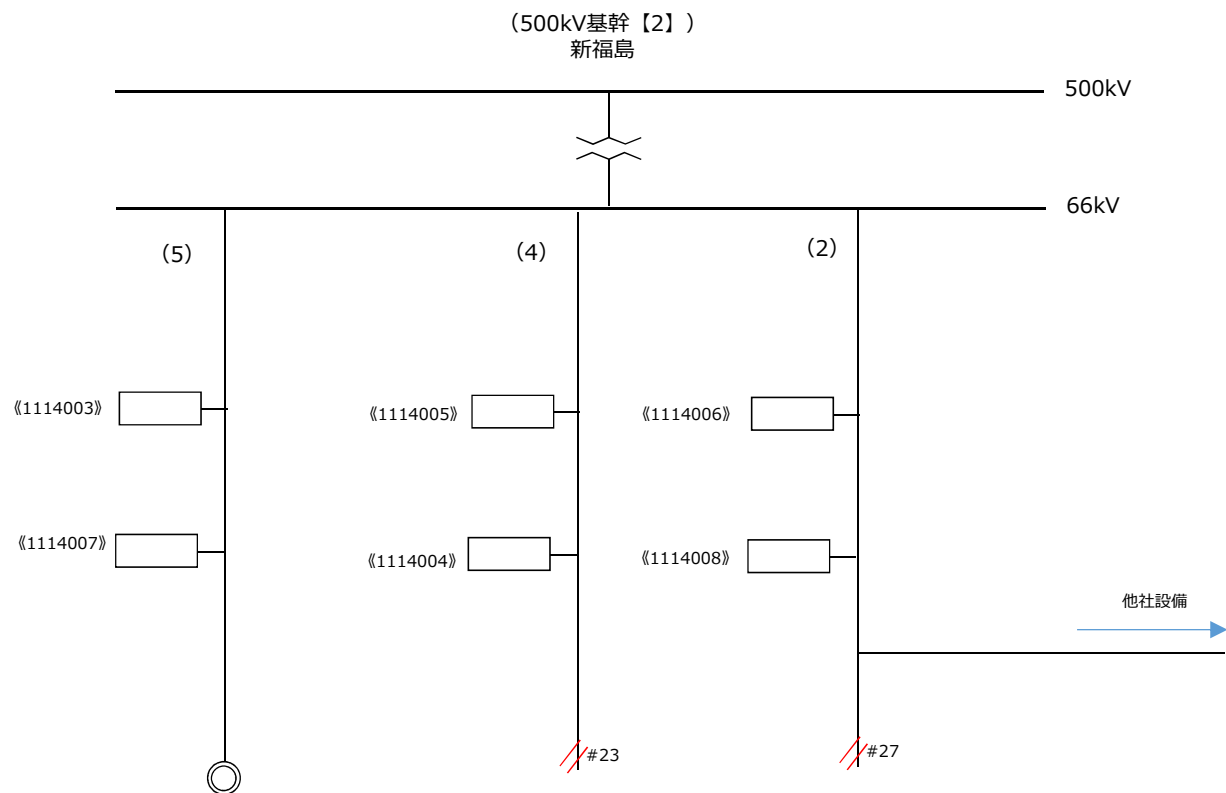 （500kV基幹【2】）
新福島
500kV
66kV
（5）
（4）
（2）
《1114003》
《1114005》
《1114006》
《1114007》
《1114004》
《1114008》
他社設備
#23
#27